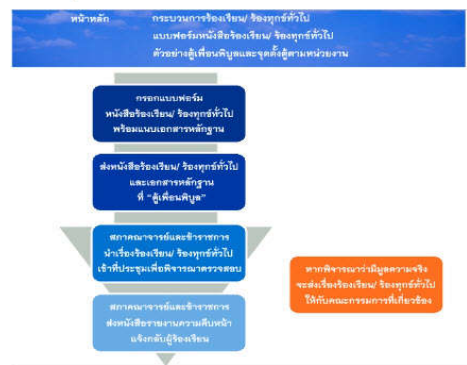 หน้าหลัก กระบวนการร้องเรียน/ ร้องทุกข์ทั่วไป
แบบฟอร์มหนังสือร้องเรียน/ ร้องทุกข์ทั่วไป
ตัวอย่างตู้เพื่อนพิบูลและจุดตั้งตู้ตามหน่วยงาน
กรอกแบบฟอร์ม
หนังสือร้องเรียน/ ร้องทุกข์ทั่วไป
พร้อมแนบเอกสารหลักฐาน
ส่งหนังสือร้องเรียน/ ร้องทุกข์ทั่วไป
และเอกสารหลักฐาน
ที่ "ตู้เพื่อนพิบูล"
สภาคณาจารย์และข้าราชการ
นำเรื่องร้องเรียน/ ร้องทุกข์ทั่วไป
เข้าที่ประชุมเพื่อพิจารณาตรวจสอบ
หากพิจารณาว่ามีมูลความจริง
จะส่งเรื่องร้องเรียน/ ร้องทุกข์ทั่วไป
ให้กับคณะกรรมการที่เกี่ยวข้อง
สภาคณาจารย์และข้าราชการ
ส่งหนังสือรายงานความคืบหน้า
แจ้งกลับผู้ร้องเรียน